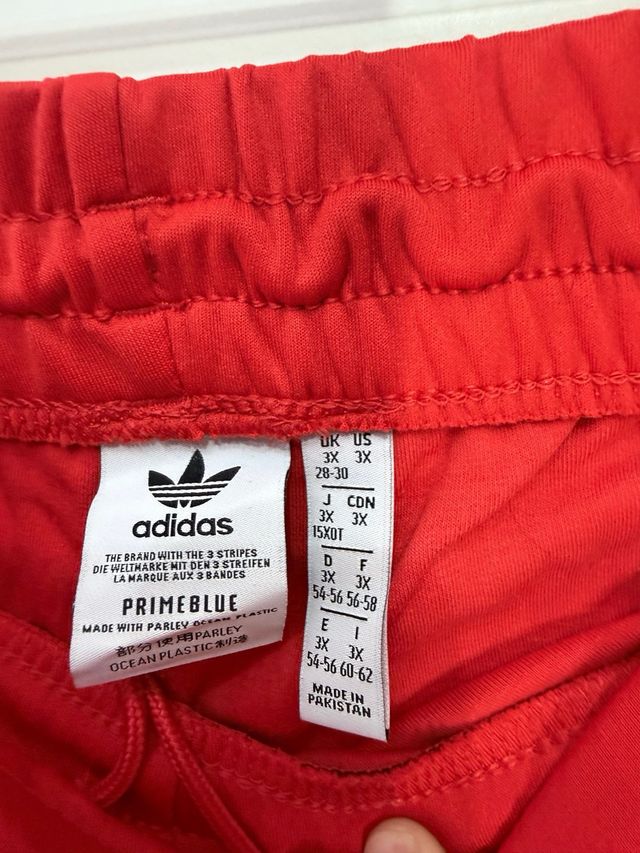 adidas
THE BRAND WITH THE 3 STRIPES
DIE WELTMARKE MIT DEN 3 STREIFEN
LA MARQUE AUX 3 BANDES
PRIMEBLUE
MADE WITH PARLEY OCEAN PLASTIC
部分使用PARLEY
OCEAN PLASTIC制造
UK US
3X 3X
28-30
J CDN
3X 3X
15XOT
D F
3X 3X
54-56 56-58
E I
3X 3X
54-56 60-62
MADE IN
PAKISTAN